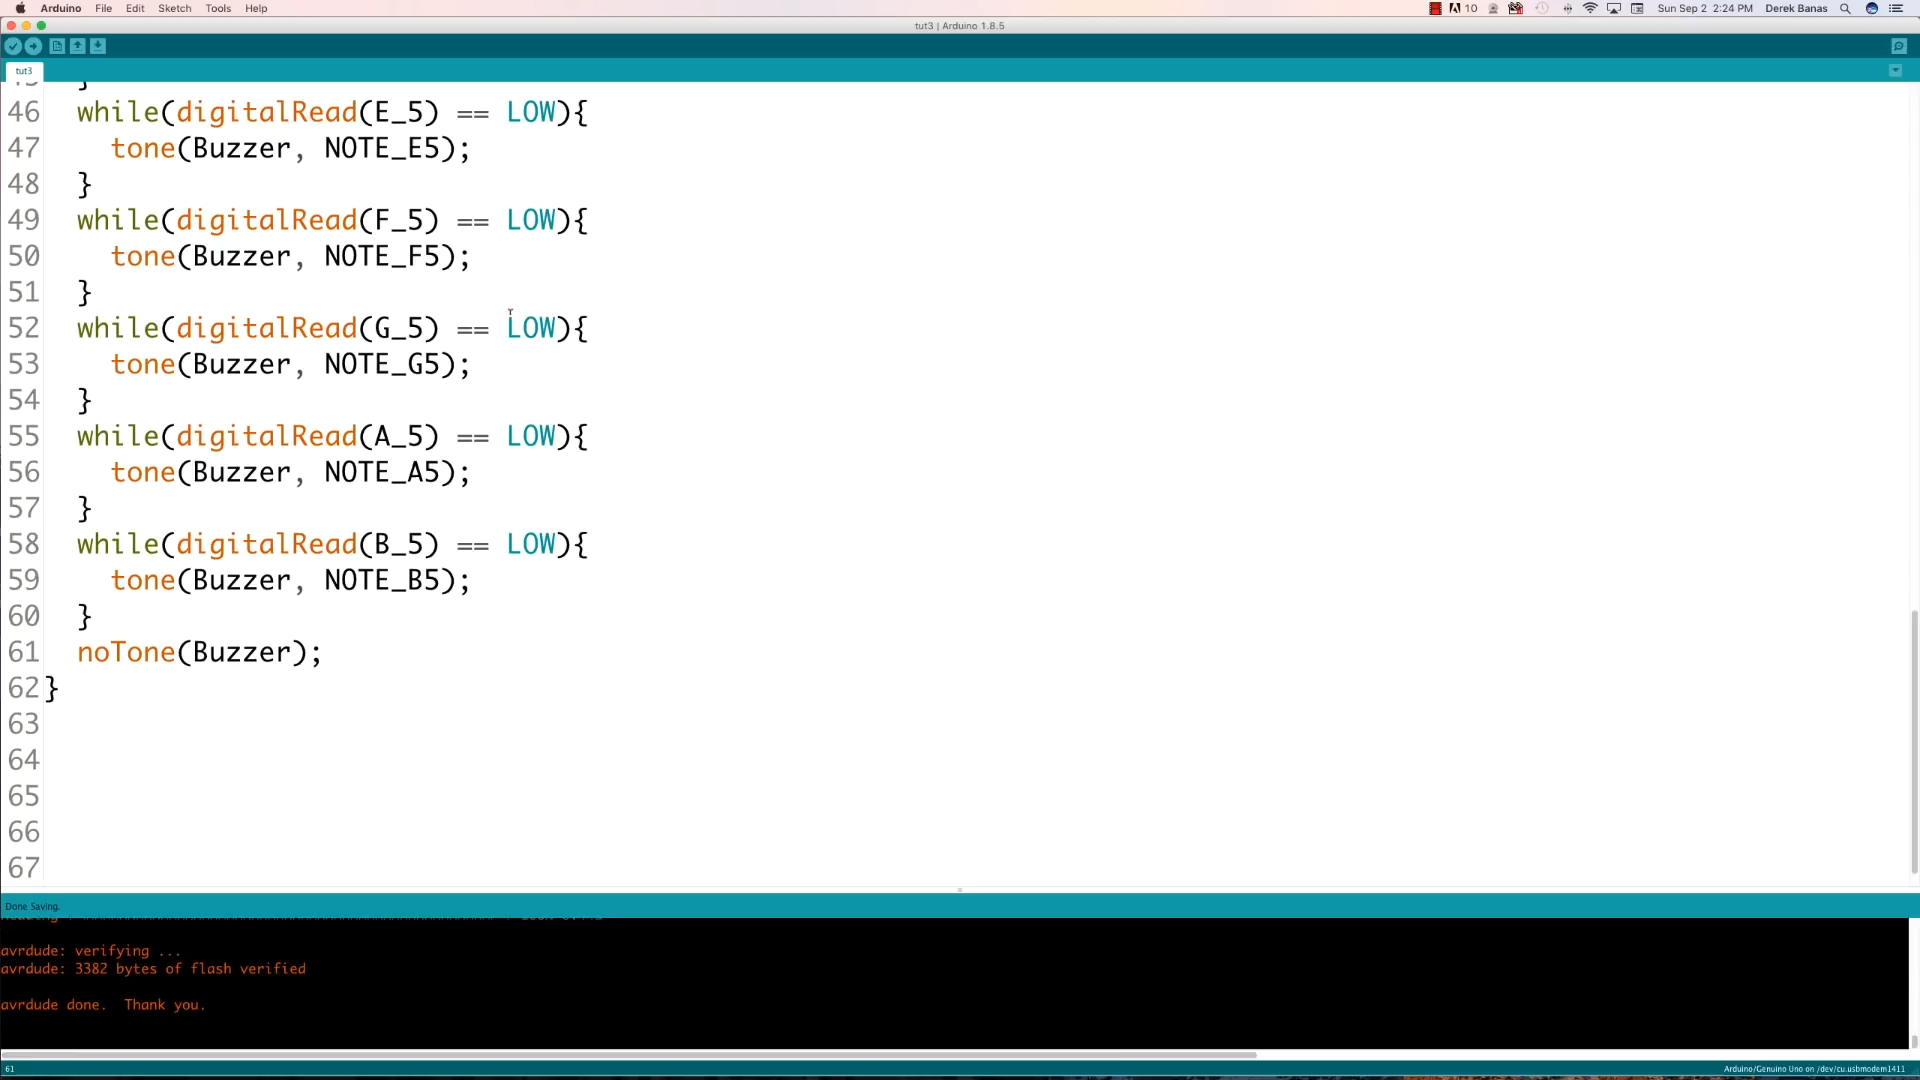 Arduino File Edit Sketch Tools Help 10 Sun Sep 2 2:24 PM Derek Banas
tut3 | Arduino 1.8.5
tut3
46 while(digitalRead(E_5) == LOW){
47 tone(Buzzer, NOTE_E5);
48 }
49 while(digitalRead(F_5) == LOW){
50 tone(Buzzer, NOTE_F5);
51 }
52 while(digitalRead(G_5) == LOW){
53 tone(Buzzer, NOTE_G5);
54 }
55 while(digitalRead(A_5) == LOW){
56 tone(Buzzer, NOTE_A5);
57 }
58 while(digitalRead(B_5) == LOW){
59 tone(Buzzer, NOTE_B5);
60 }
61 noTone(Buzzer);
62 }
63
64
65
66
67
Done Saving.
avrdude: verifying ...
avrdude: 3382 bytes of flash verified
avrdude done. Thank you.
61 Arduino/Genuino Uno on /dev/cu.usbmodem1411